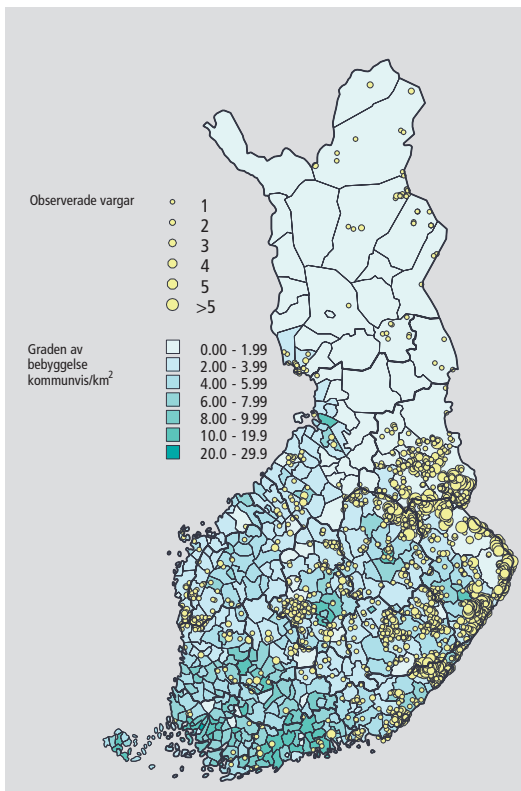 Observerade vargar
1
2
3
4
5
>5
Graden av
bebyggelse
kommunvis/km²
0.00 - 1.99
2.00 - 3.99
4.00 - 5.99
6.00 - 7.99
8.00 - 9.99
10.0 - 19.9
20.0 - 29.9